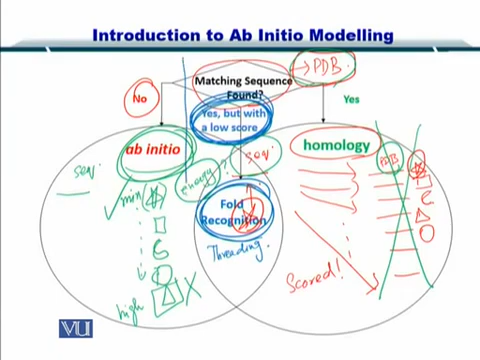 Introduction to Ab Initio Modelling
→ PDB
Matching Sequence
Found?
No
Yes
Yes, but with
a low score
ab initio
homology
seq.
energy
seq.
PDB
min
Fold
Recognition
Threading
Scored!
high
VU